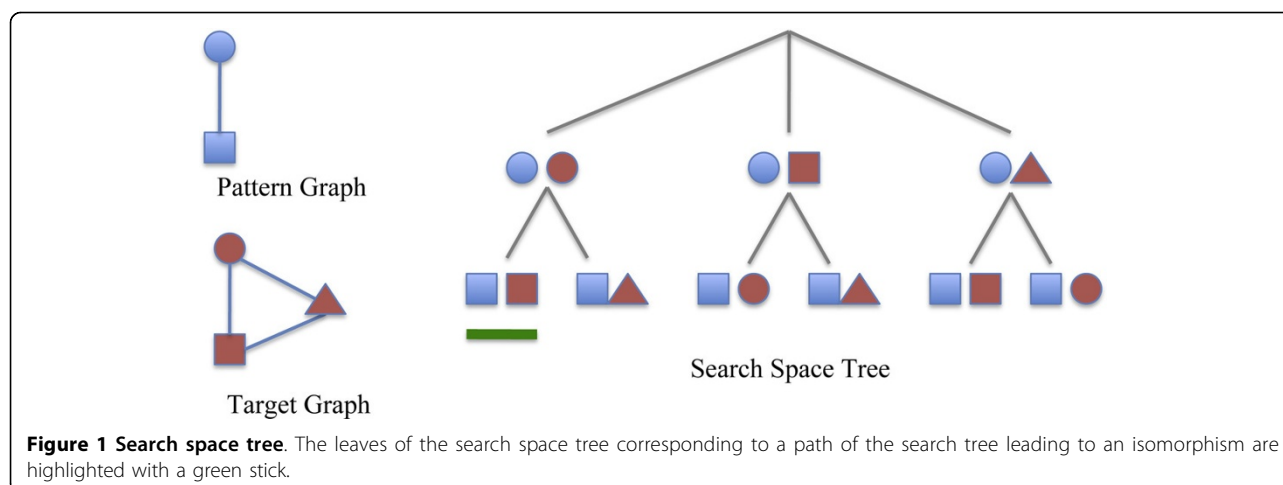 Pattern Graph
Target Graph
Search Space Tree
Figure 1 Search space tree. The leaves of the search space tree corresponding to a path of the search tree leading to an isomorphism are
highlighted with a green stick.